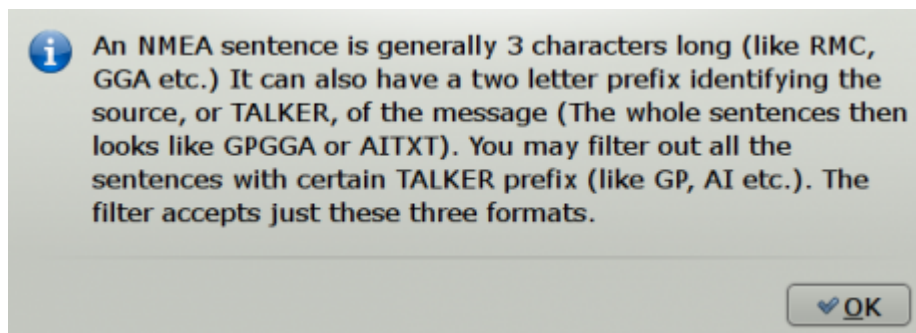 An NMEA sentence is generally 3 characters long (like RMC,
GGA etc.) It can also have a two letter prefix identifying the
source, or TALKER, of the message (The whole sentences then
looks like GPGGA or AITXT). You may filter out all the
sentences with certain TALKER prefix (like GP, AI etc.). The
filter accepts just these three formats.
OK